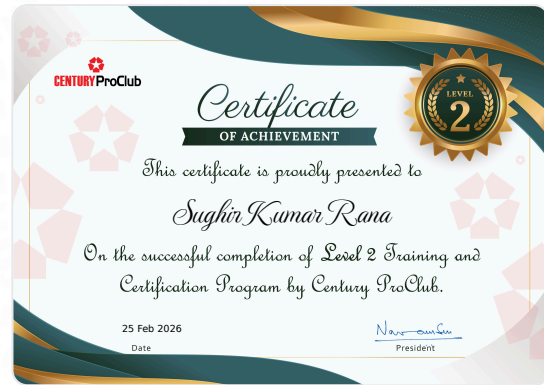 CENTURY ProClub
LEVEL
2
Certificate
OF ACHIEVEMENT
This certificate is proudly presented to
Sughir Kumar Rana
On the successful completion of Level 2 Training and
Certification Program by Century ProClub.
25 Feb 2026
Date
President